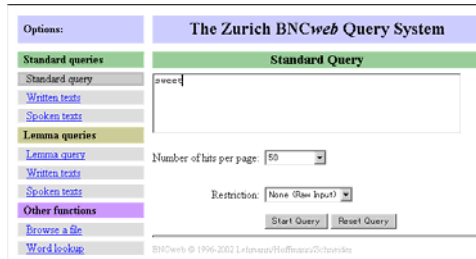 Options:
The Zurich BNCweb Query System
Standard queries
Standard query
Written texts
Spoken texts
Lemma queries
Lemma query
Written texts
Spoken texts
Other functions
Browse a file
Word lookup
Standard Query
sweet
Number of hits per page: 50
Restriction: None (Raw Input)
Start Query Reset Query
BNCweb © 1996-2002 Lehmann/Hoffmann/Schneider